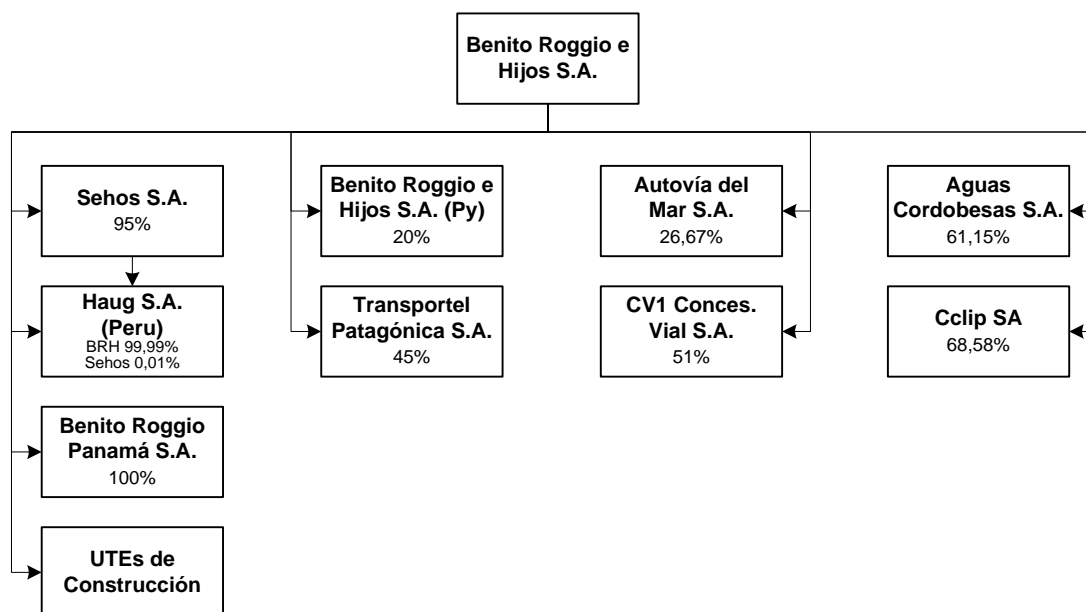 Benito Roggio e
Hijos S.A.
Sehos S.A.
95%
Benito Roggio e
Hijos S.A. (Py)
20%
Autovía del
Mar S.A.
26,67%
Aguas
Cordobesas S.A.
61,15%
Haug S.A.
(Peru)
BRH 99,99%
Sehos 0,01%
Transportel
Patagónica S.A.
45%
CV1 Conces.
Vial S.A.
51%
Cclip SA
68,58%
Benito Roggio
Panamá S.A.
100%
UTEs de
Construcción